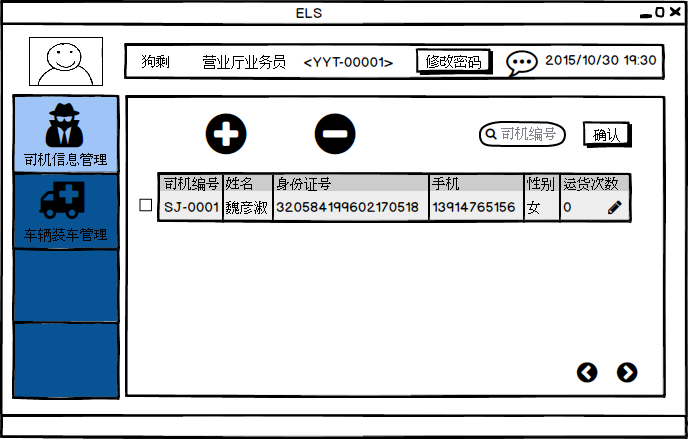 ELS
狗剩 营业厅业务员 <YYT-00001> 修改密码 2015/10/30 19:30
司机信息管理
车辆装车管理
司机编号 确认
司机编号 姓名 身份证号 手机 性别 运货次数
SJ-0001 魏彦淑 320584199602170518 13914765156 女 0